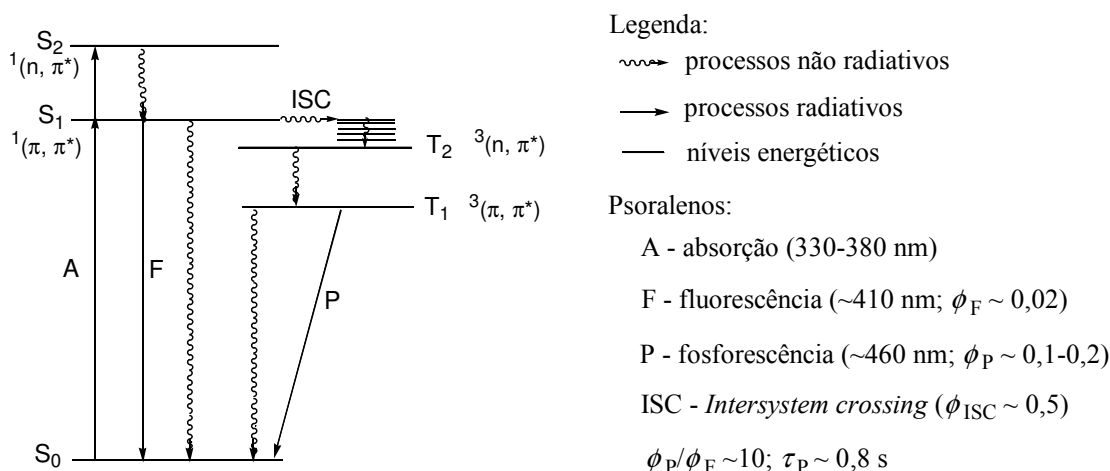 S2
1(n, π*)
S1
1(π, π*)
ISC
T2 3(n, π*)
T1 3(π, π*)
A
F
P
S0
Legenda:
processos não radiativos
processos radiativos
níveis energéticos
Psoralenos:
A - absorção (330-380 nm)
F - fluorescência (~410 nm; ϕF ~ 0,02)
P - fosforescência (~460 nm; ϕP ~ 0,1-0,2)
ISC - Intersystem crossing (ϕISC ~ 0,5)
ϕP/ϕF ~10; τP ~ 0,8 s